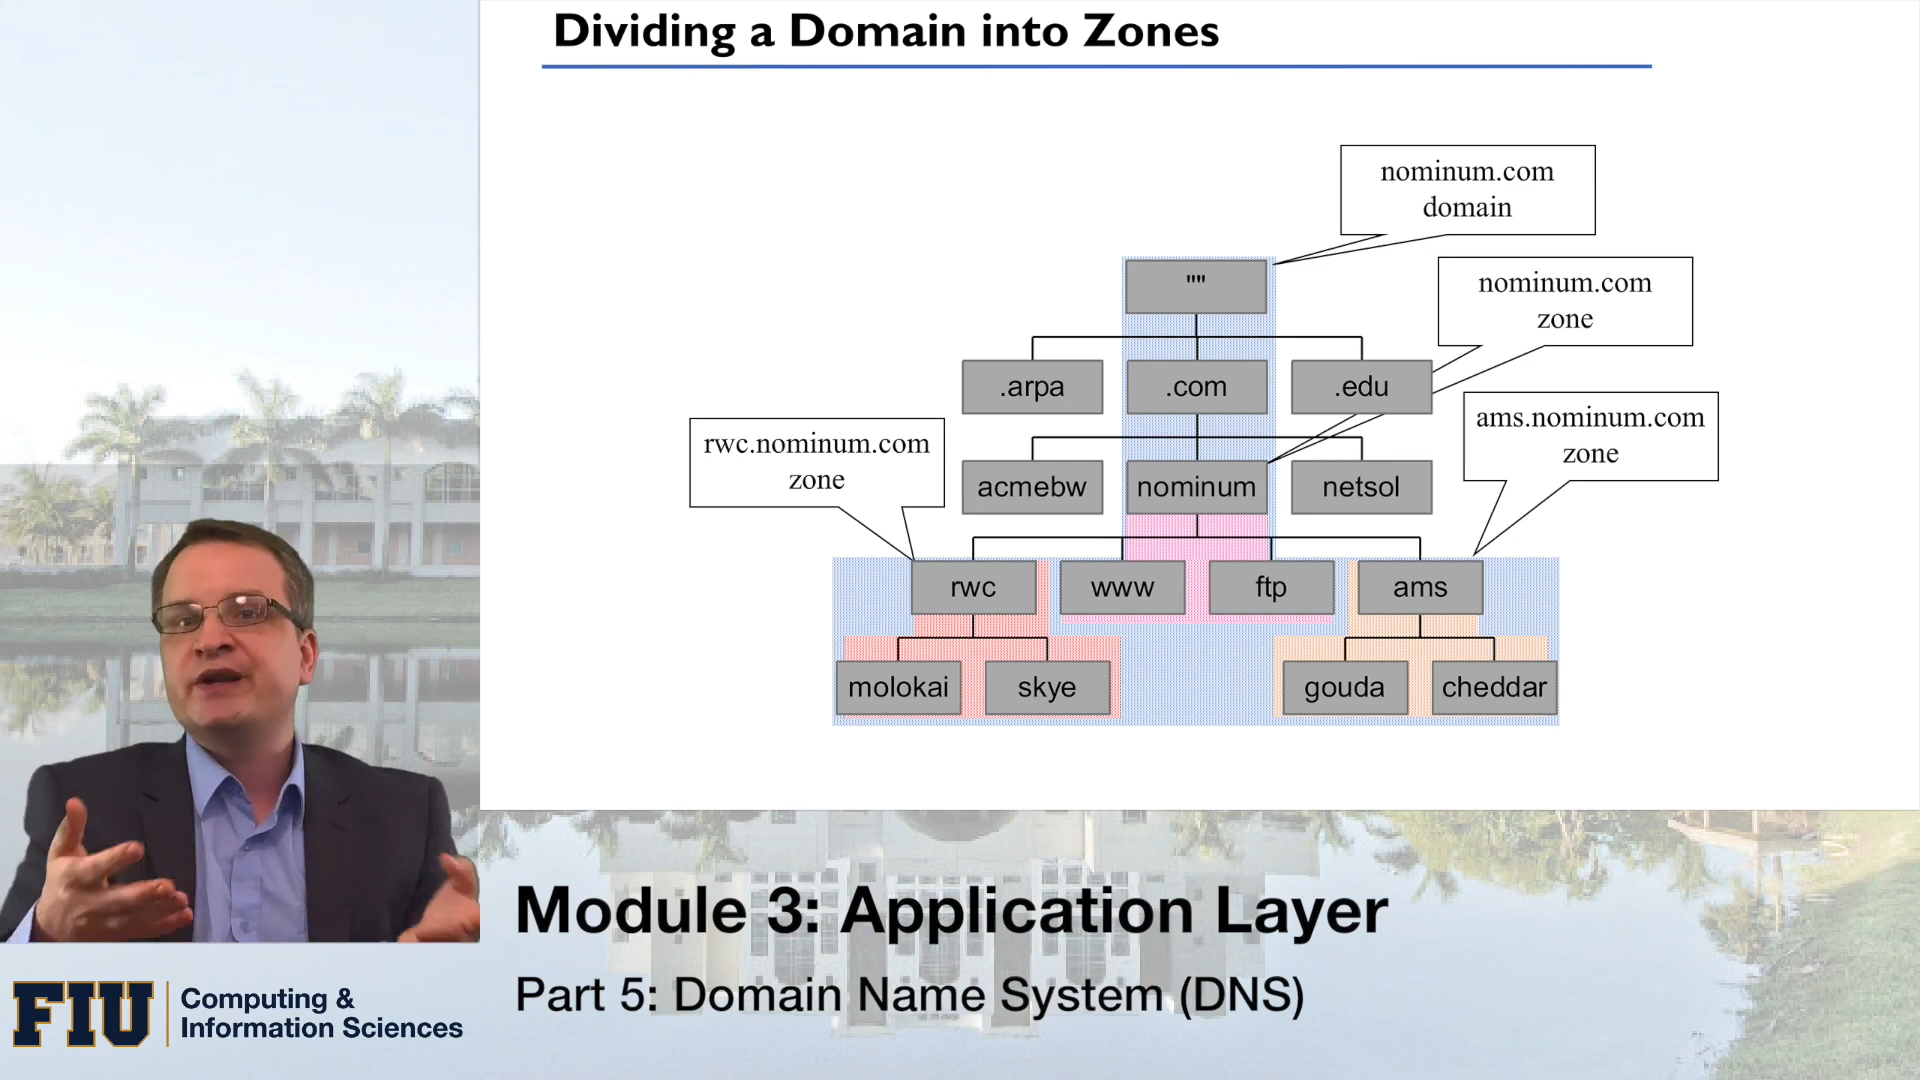 Dividing a Domain into Zones
nominum.com
domain
""
nominum.com
zone
.arpa
.com
.edu
rwc.nominum.com
zone
ams.nominum.com
zone
acmebw
nominum
netsol
rwc
www
ftp
ams
molokai
skye
gouda
cheddar
Module 3: Application Layer
Part 5: Domain Name System (DNS)
FIU
Computing &
Information Sciences